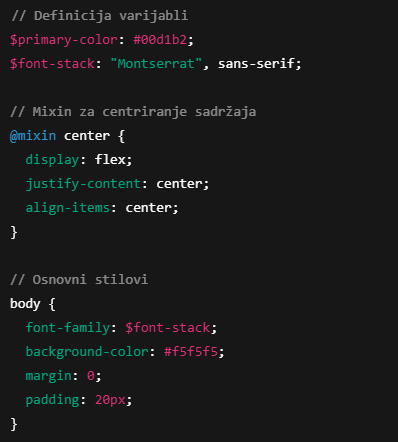 // Definicija varijabli
$primary-color: #00d1b2;
$font-stack: "Montserrat", sans-serif;
// Mixin za centriranje sadržaja
@mixin center {
display: flex;
justify-content: center;
align-items: center;
}
// Osnovni stilovi
body {
font-family: $font-stack;
background-color: #f5f5f5;
margin: 0;
padding: 20px;
}